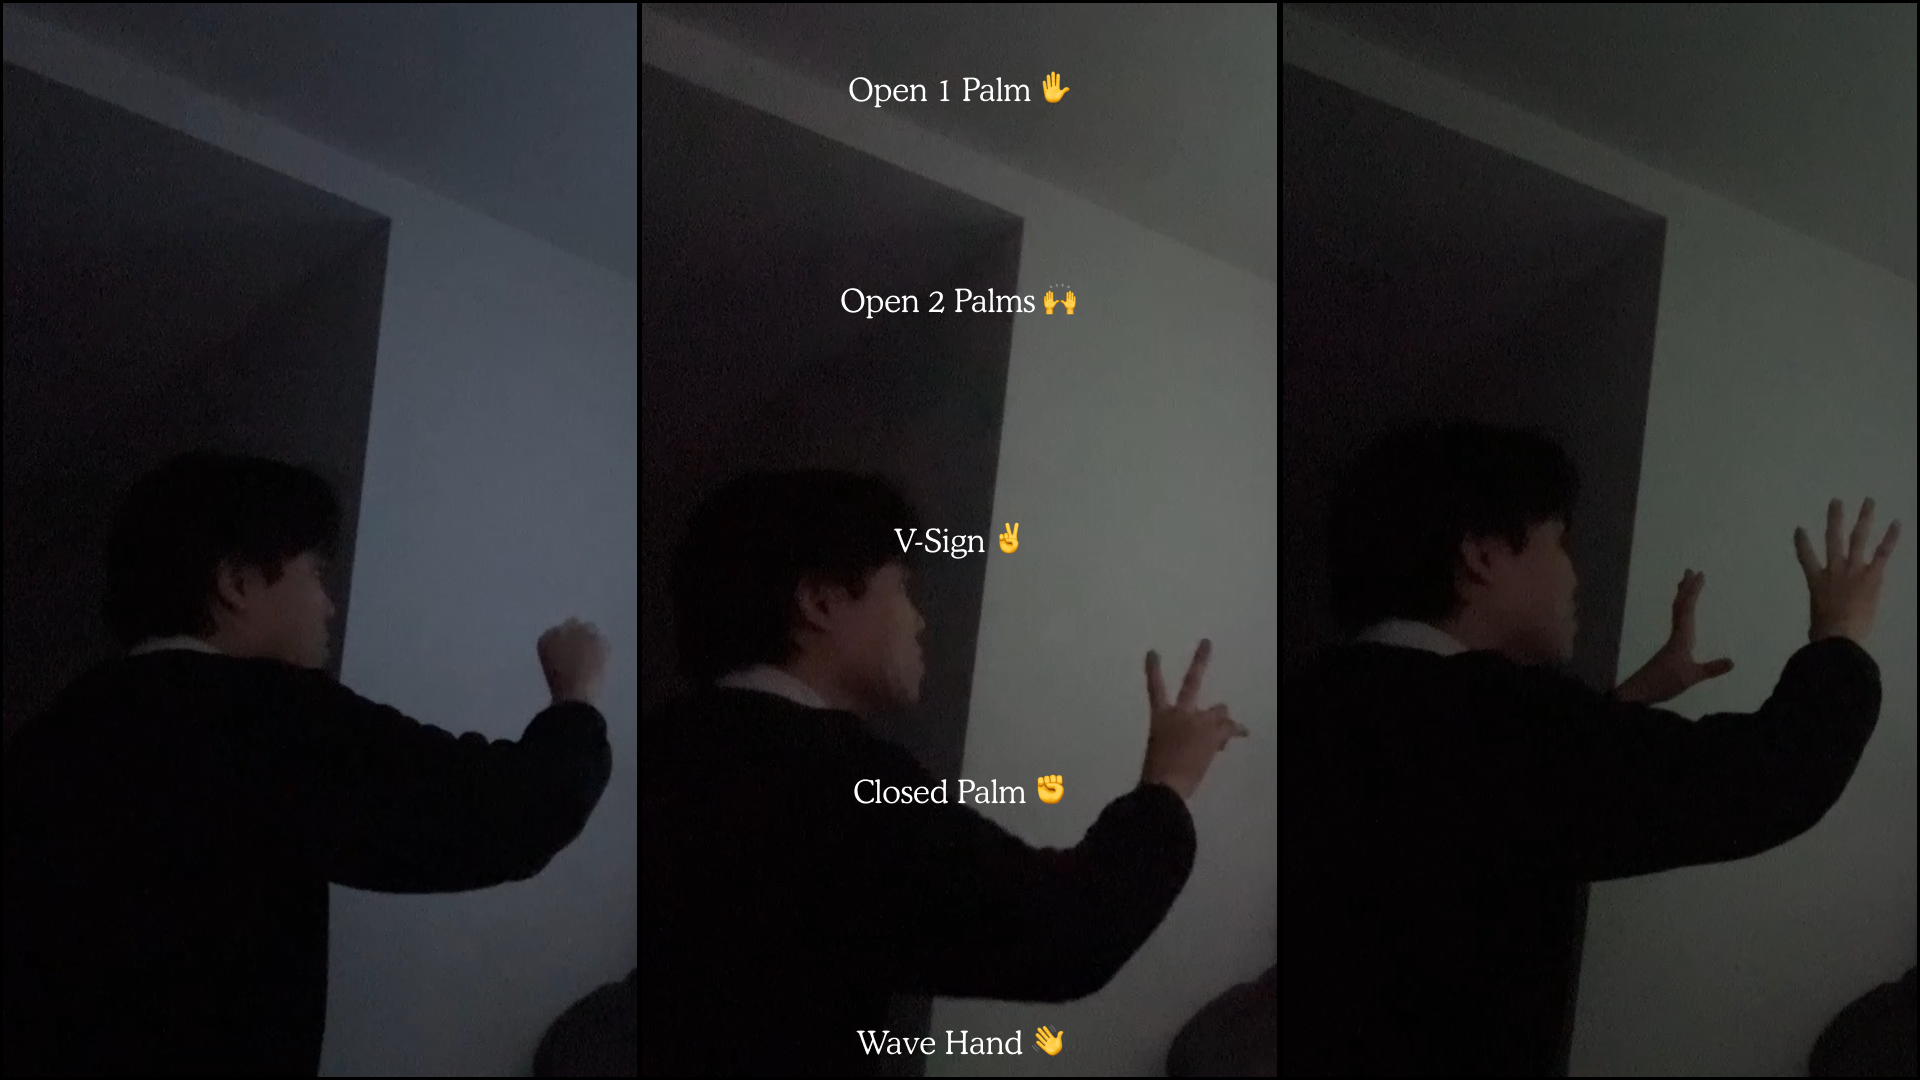 Open 1 Palm ✋
Open 2 Palms 🙌
V-Sign ✌️
Closed Palm ✊
Wave Hand 👋